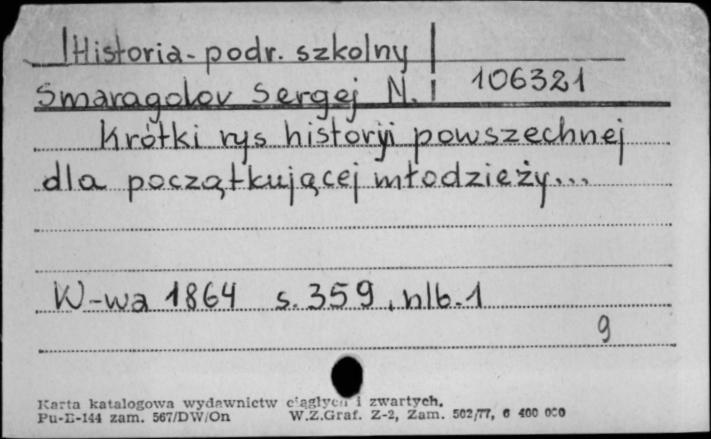 Historia - podr. szkolny
Smaragdov Sergej N. 106321
Krótki rys historyi powszechnej
dla początkującej młodzieży...
W-wa 1864 s. 359, nlb. 1
9
Karta katalogowa wydawnictw ciągłych i zwartych.
Pu-E-144 zam. 567/DW/On W.Z.Graf. Z-2, Zam. 502/77, 6 400 000